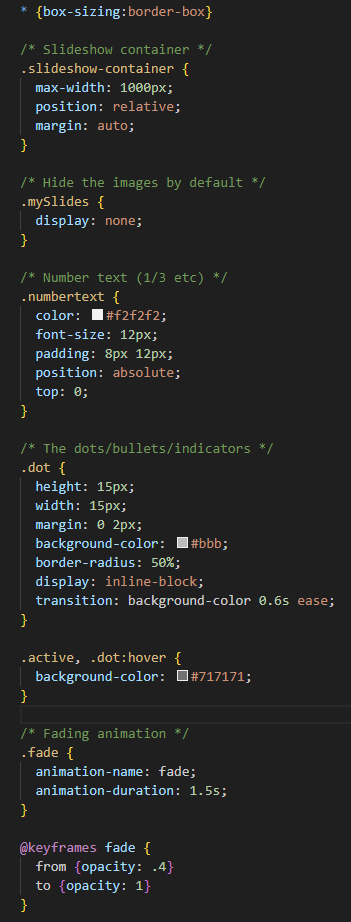 * {box-sizing:border-box}
/* Slideshow container */
.slideshow-container {
max-width: 1000px;
position: relative;
margin: auto;
}
/* Hide the images by default */
.mySlides {
display: none;
}
/* Number text (1/3 etc) */
.numbertext {
color: #f2f2f2;
font-size: 12px;
padding: 8px 12px;
position: absolute;
top: 0;
}
/* The dots/bullets/indicators */
.dot {
height: 15px;
width: 15px;
margin: 0 2px;
background-color: #bbb;
border-radius: 50%;
display: inline-block;
transition: background-color 0.6s ease;
}
.active, .dot:hover {
background-color: #717171;
}
/* Fading animation */
.fade {
animation-name: fade;
animation-duration: 1.5s;
}
@keyframes fade {
from {opacity: .4}
to {opacity: 1}
}